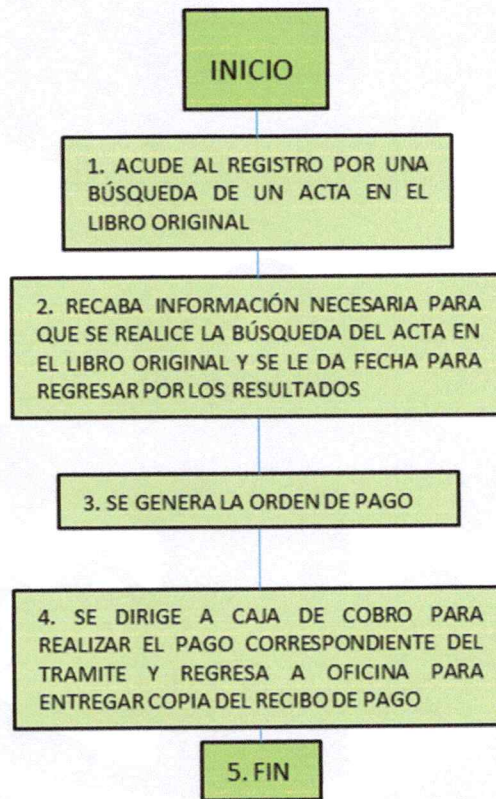 INICIO
1. ACUDE AL REGISTRO POR UNA
BÚSQUEDA DE UN ACTA EN EL
LIBRO ORIGINAL
2. RECABA INFORMACIÓN NECESARIA PARA
QUE SE REALICE LA BÚSQUEDA DEL ACTA EN
EL LIBRO ORIGINAL Y SE LE DA FECHA PARA
REGRESAR POR LOS RESULTADOS
3. SE GENERA LA ORDEN DE PAGO
4. SE DIRIGE A CAJA DE COBRO PARA
REALIZAR EL PAGO CORRESPONDIENTE DEL
TRAMITE Y REGRESA A OFICINA PARA
ENTREGAR COPIA DEL RECIBO DE PAGO
5. FIN